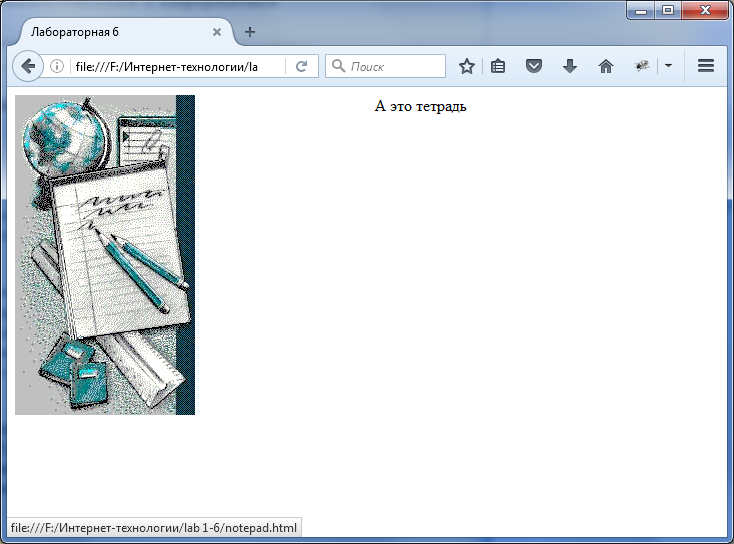 Лабораторная 6
file:///F:/Интернет-технологии/la
Поиск
А это тетрадь
file:///F:/Интернет-технологии/lab 1-6/notepad.html